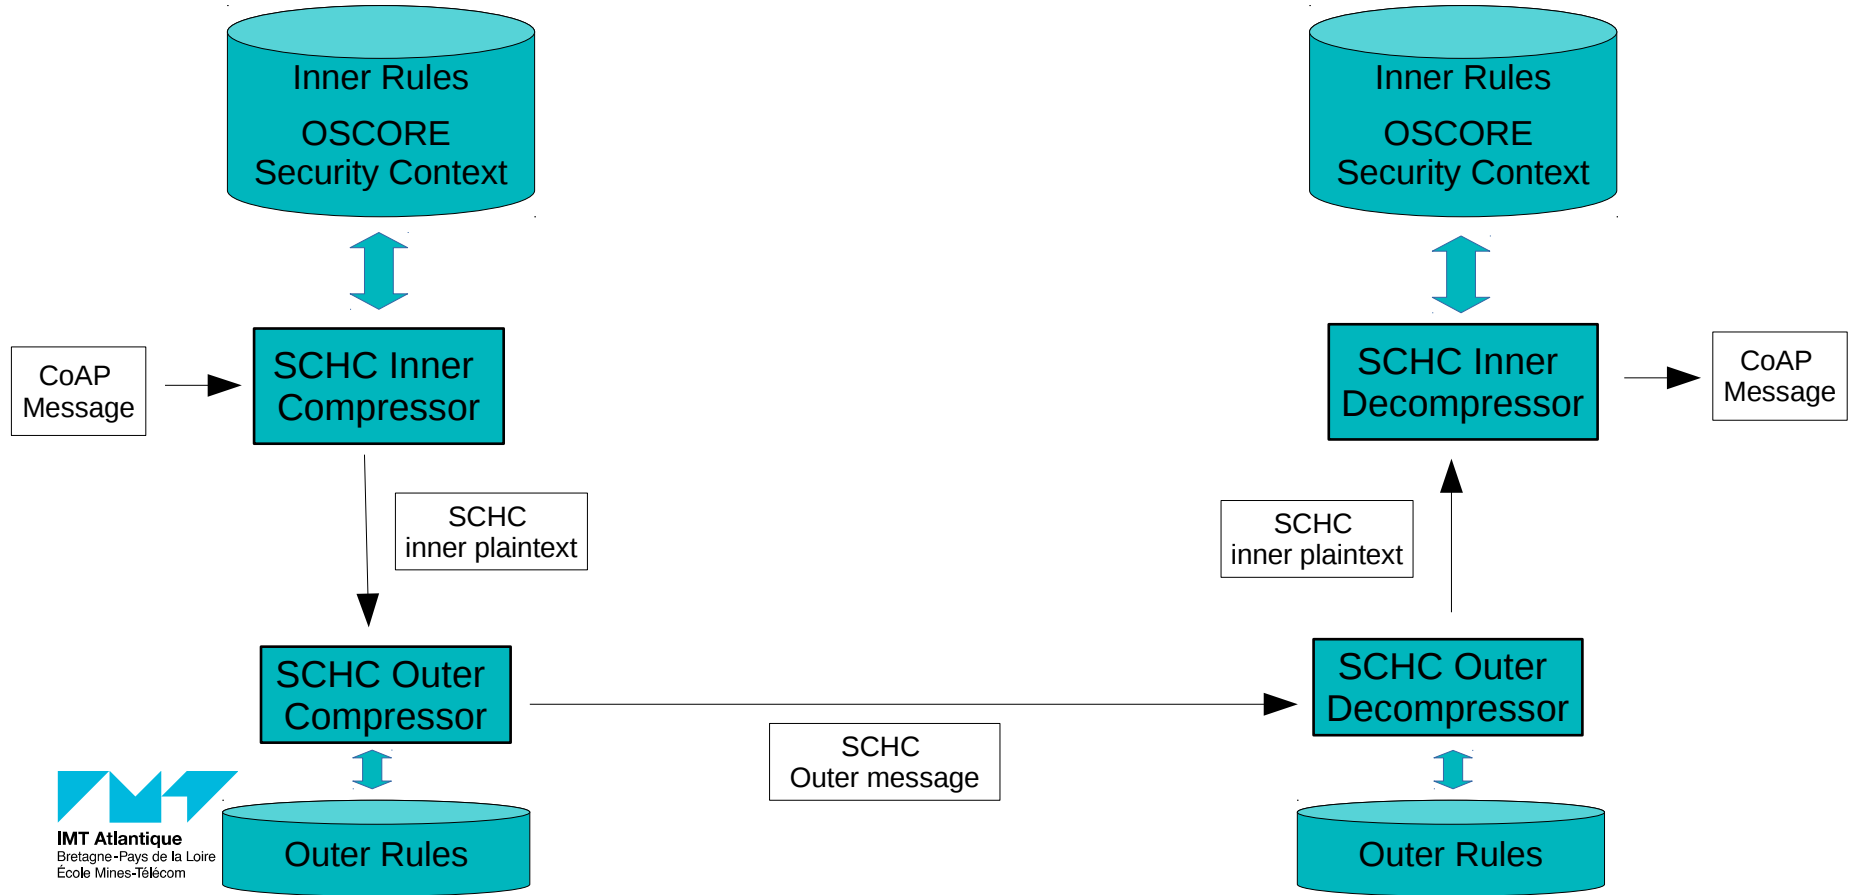 Inner Rules
OSCORE
Security Context
Inner Rules
OSCORE
Security Context
CoAP
Message
SCHC Inner
Compressor
SCHC Inner
Decompressor
CoAP
Message
SCHC
inner plaintext
SCHC
inner plaintext
SCHC Outer
Compressor
SCHC Outer
Decompressor
SCHC
Outer message
IMT Atlantique
Bretagne-Pays de la Loire
École Mines-Télécom
Outer Rules
Outer Rules